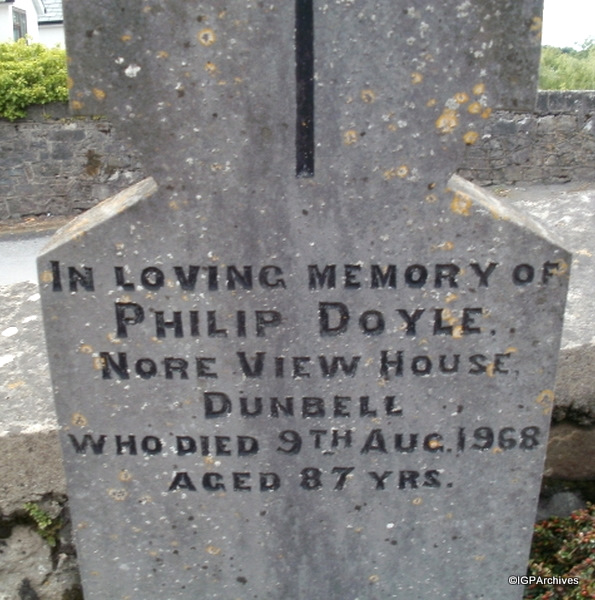 In loving memory of
Philip Doyle.
Nore View House
Dunbell
who died 9th Aug. 1968
aged 87 yrs.
©IGPArchives